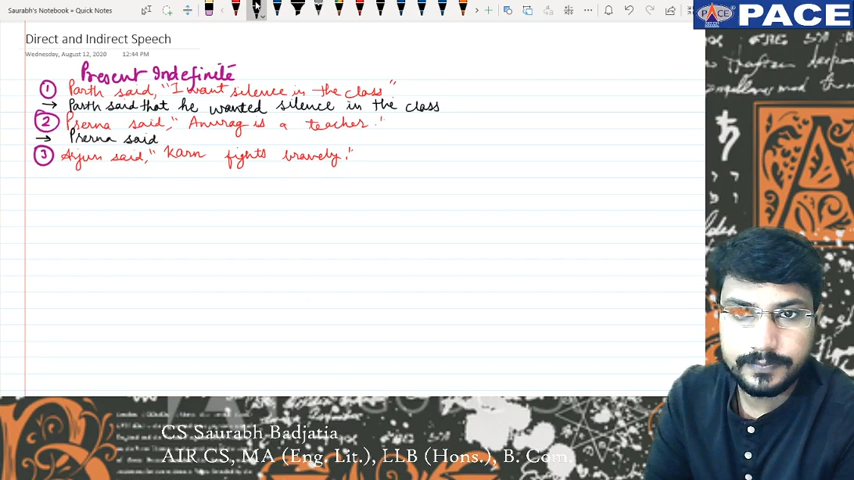 Saurabh's Notebook » Quick Notes
PACE
PACE
Direct and Indirect Speech
Wednesday, August 12, 2020 12:44 PM
Present Indefinite
① Parth said, "I want silence in the class"
→ Parth said that he wanted silence in the class
② Prerna said, "Anurag is a teacher."
→ Prerna said
③ Arjun said, "Karn fights bravely."
CS Saurabh Badjatia
AIR CS, MA (Eng. Lit.), LLB (Hons.), B. Com.